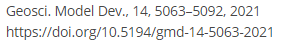 Geosci. Model Dev., 14, 5063–5092, 2021
https://doi.org/10.5194/gmd-14-5063-2021